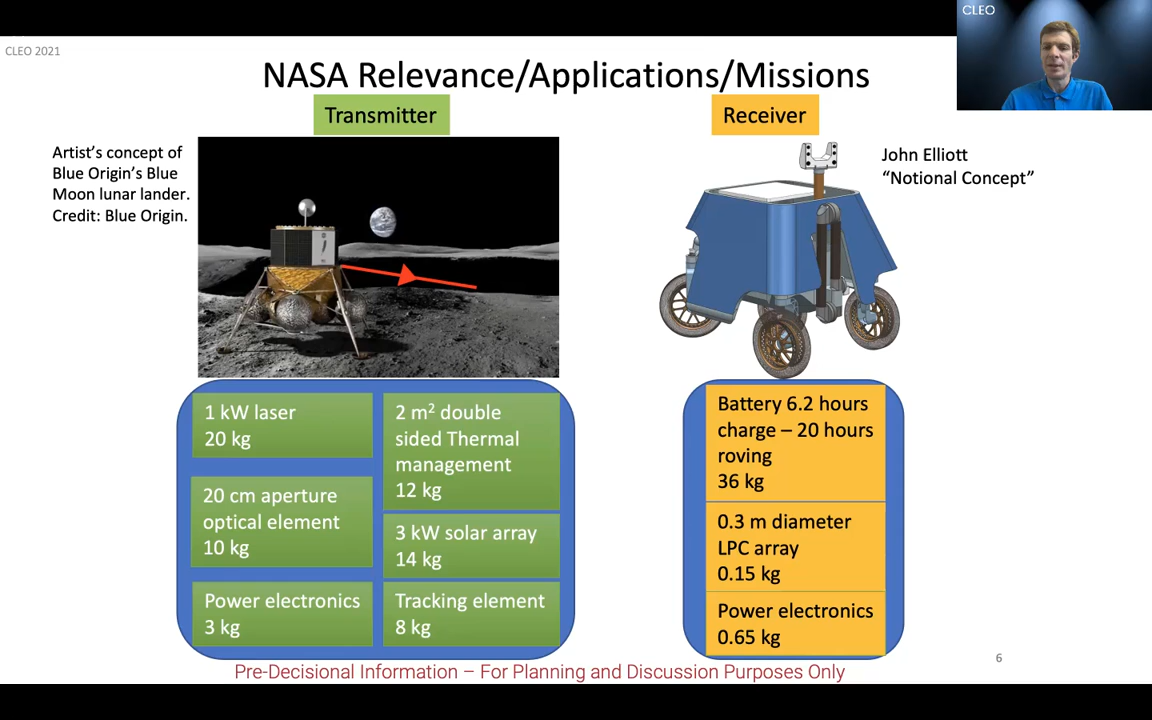 CLEO
CLEO 2021
NASA Relevance/Applications/Missions
Transmitter
Receiver
Artist's concept of
Blue Origin's Blue
Moon lunar lander.
Credit: Blue Origin.
John Elliott
"Notional Concept"
1 kW laser
20 kg
20 cm aperture
optical element
10 kg
Power electronics
3 kg
2 m² double
sided Thermal
management
12 kg
3 kW solar array
14 kg
Tracking element
8 kg
Battery 6.2 hours
charge – 20 hours
roving
36 kg
0.3 m diameter
LPC array
0.15 kg
Power electronics
0.65 kg
6
Pre-Decisional Information – For Planning and Discussion Purposes Only